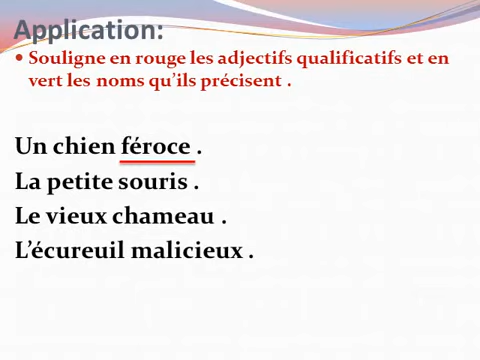 Application:
• Souligne en rouge les adjectifs qualificatifs et en
vert les noms qu’ils précisent .
Un chien féroce .
La petite souris .
Le vieux chameau .
L’écureuil malicieux .